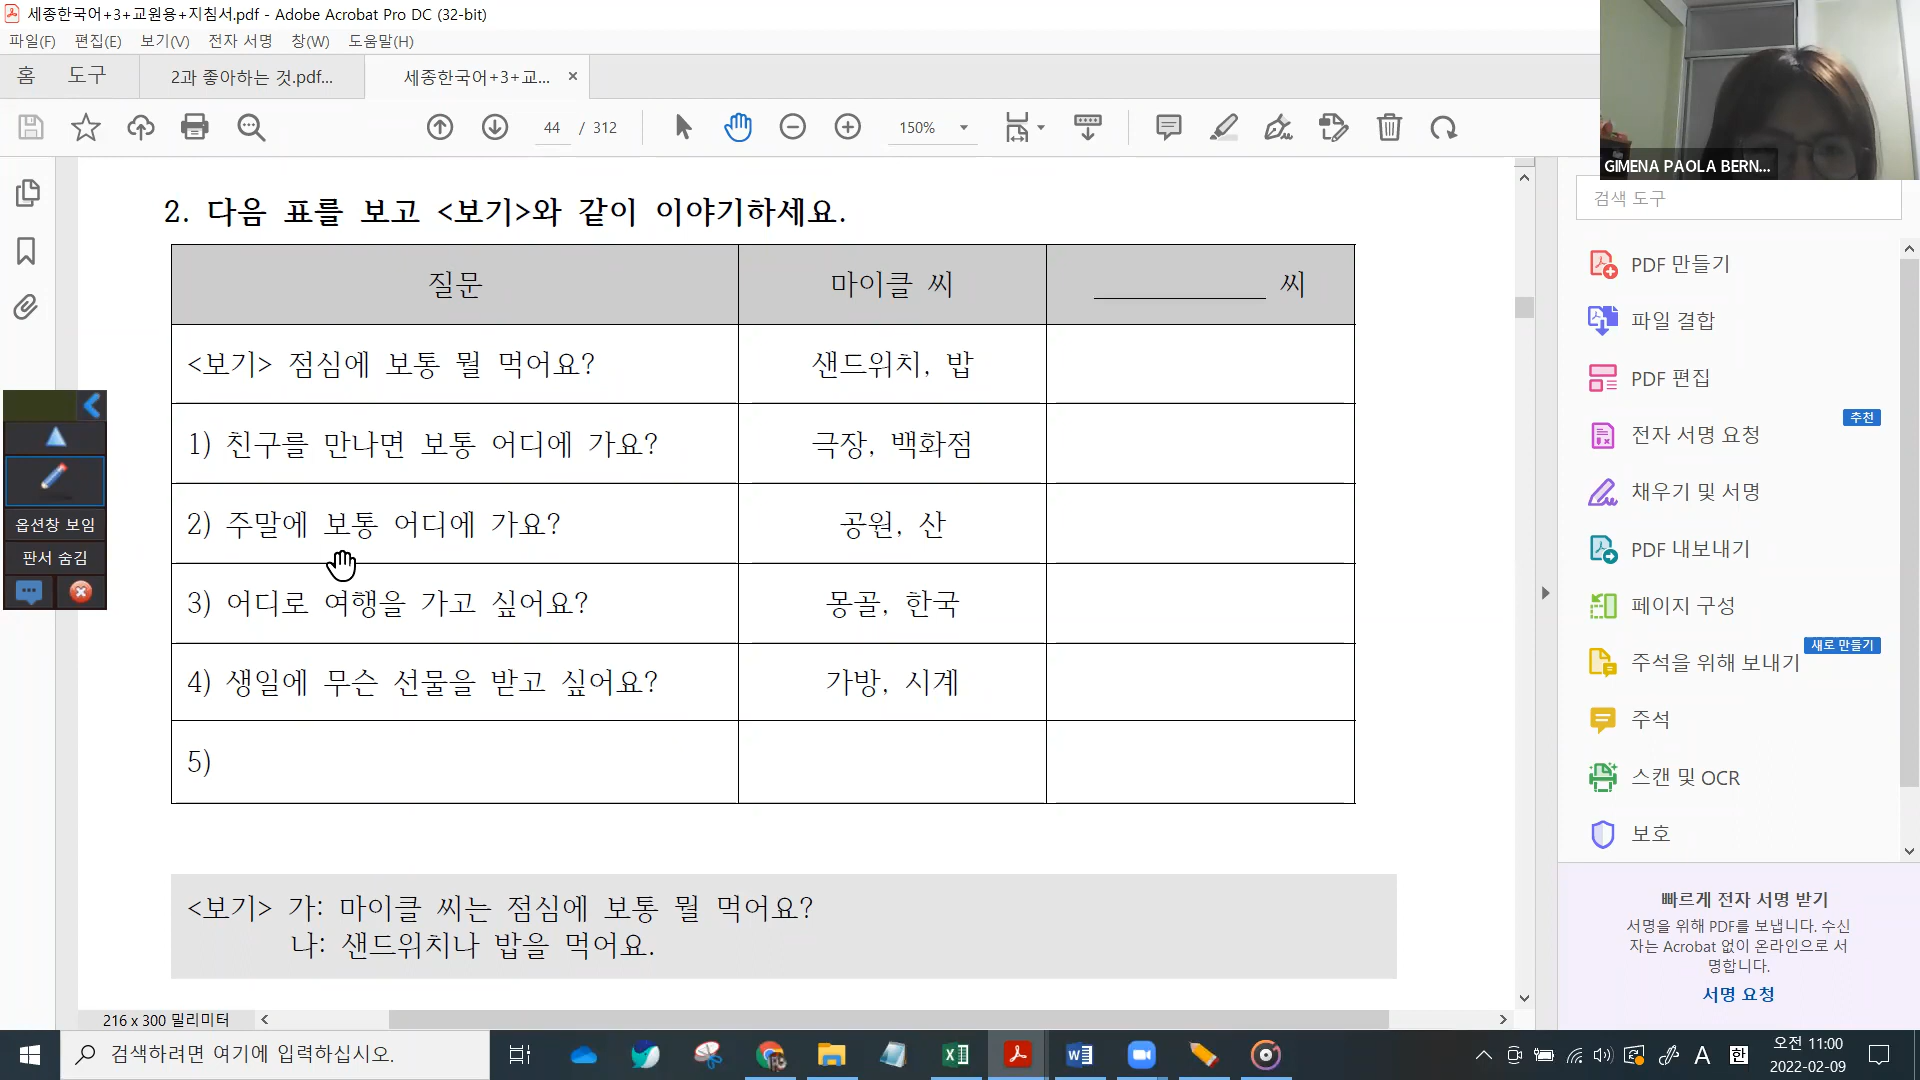 세종한국어+3+교원용+지침서.pdf - Adobe Acrobat Pro DC (32-bit)
파일(F) 편집(E) 보기(V) 전자 서명 창(W) 도움말(H)
홈 도구 2과 좋아하는 것.pdf... 세종한국어+3+교... ×
44 / 312 150%
GIMENA PAOLA BERN...
검색 도구
2. 다음 표를 보고 <보기>와 같이 이야기하세요.
질문 마이클 씨 ____________ 씨
<보기> 점심에 보통 뭘 먹어요? 샌드위치, 밥
1) 친구를 만나면 보통 어디에 가요? 극장, 백화점
2) 주말에 보통 어디에 가요? 공원, 산
3) 어디로 여행을 가고 싶어요? 몽골, 한국
4) 생일에 무슨 선물을 받고 싶어요? 가방, 시계
5)
<보기> 가: 마이클 씨는 점심에 보통 뭘 먹어요?
나: 샌드위치나 밥을 먹어요.
옵션창 보임
판서 숨김
PDF 만들기
파일 결합
PDF 편집
추천
전자 서명 요청
채우기 및 서명
PDF 내보내기
페이지 구성
새로 만들기
주석을 위해 보내기
주석
스캔 및 OCR
보호
빠르게 전자 서명 받기
서명을 위해 PDF를 보냅니다. 수신
자는 Acrobat 없이 온라인으로 서
명합니다.
서명 요청
216 x 300 밀리미터
검색하려면 여기에 입력하십시오.
A 한 오전 11:00
2022-02-09